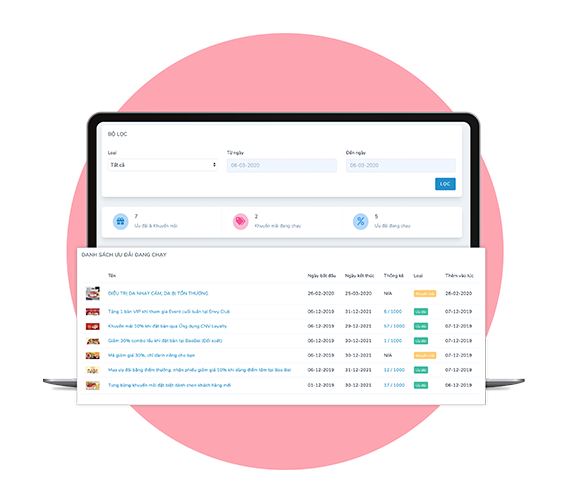 BỘ LỌC
Loại Từ ngày Đến ngày
Tất cả 06-03-2020 06-03-2020
LỌC
7 2 5
Ưu đãi & Khuyến mãi Khuyến mãi đang chạy Ưu đãi đang chạy
DANH SÁCH ƯU ĐÃI ĐANG CHẠY
Tên Ngày bắt đầu Ngày kết thúc Thống kê Loại Thêm vào lúc
ĐIỀU TRỊ DA NHẠY CẢM, DA BỊ TỔN THƯƠNG 26-02-2020 25-03-2020 N/A Khuyến mãi 26-02-2020
Tặng 1 bàn VIP khi tham gia Event cuối tuần tại Envy Club 06-12-2019 31-12-2021 6 / 1000 Ưu đãi 07-12-2019
Khuyến mãi 10% khi đặt bàn qua Ứng dụng CNV Loyalty 06-12-2019 29-12-2021 97 / 1000 Ưu đãi 07-12-2019
Giảm 30% combo lẩu khi đặt bàn tại BaoBei (Đối xoát) 06-12-2019 30-12-2021 1 / 1000 Ưu đãi 07-12-2019
Mã giảm giá 30%, chỉ dành riêng cho bạn 06-12-2019 30-12-2021 N/A Khuyến mãi 07-12-2019
Mua ưu đãi bằng điểm thưởng, nhận phiếu giảm giá 10% khi dùng điểm tâm tại Bao Bei 06-12-2019 31-12-2021 12 / 1000 Ưu đãi 07-12-2019
Tưng bừng khuyến mãi đặt biệt dành cho khách hàng mới 01-12-2019 30-12-2021 17 / 1000 Ưu đãi 06-12-2019